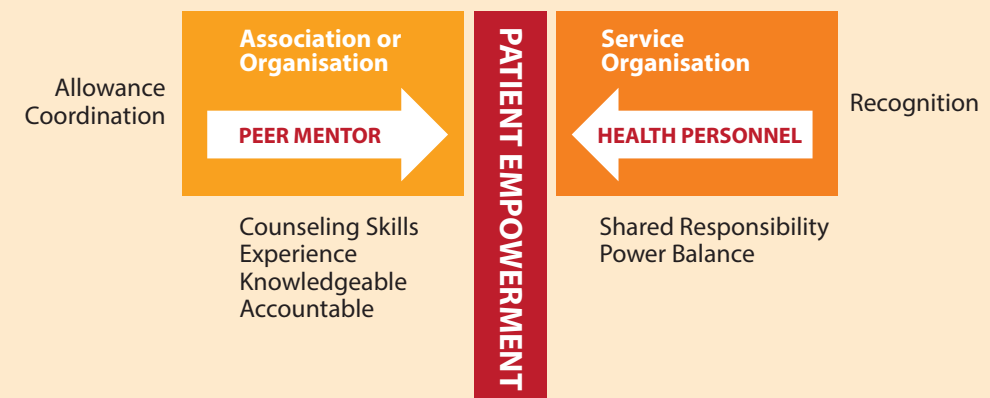 Allowance
Coordination
Association or
Organisation
PEER MENTOR
Counseling Skills
Experience
Knowledgeable
Accountable
PATIENT EMPOWERMENT
Service
Organisation
HEALTH PERSONNEL
Shared Responsibility
Power Balance
Recognition